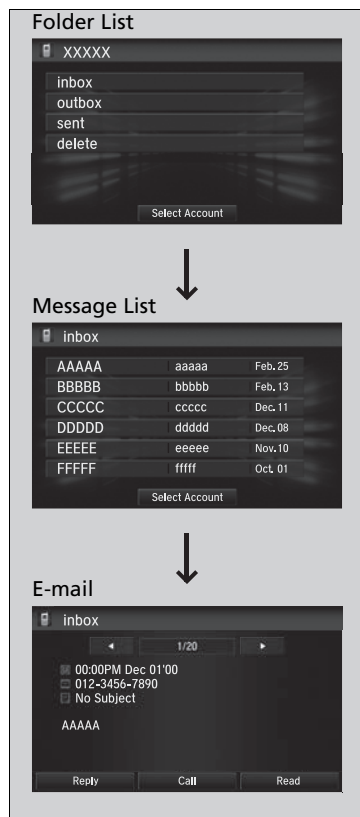 Folder List
XXXXX
inbox
outbox
sent
delete
Select Account
Message List
inbox
AAAAA aaaaa Feb. 25
BBBBB bbbbb Feb. 13
CCCCC ccccc Dec. 11
DDDDD ddddd Dec. 08
EEEEE eeeee Nov. 10
FFFFF fffff Oct. 01
Select Account
E-mail
inbox
1/20
00:00PM Dec 01'00
012-3456-7890
No Subject
AAAAA
Reply Call Read